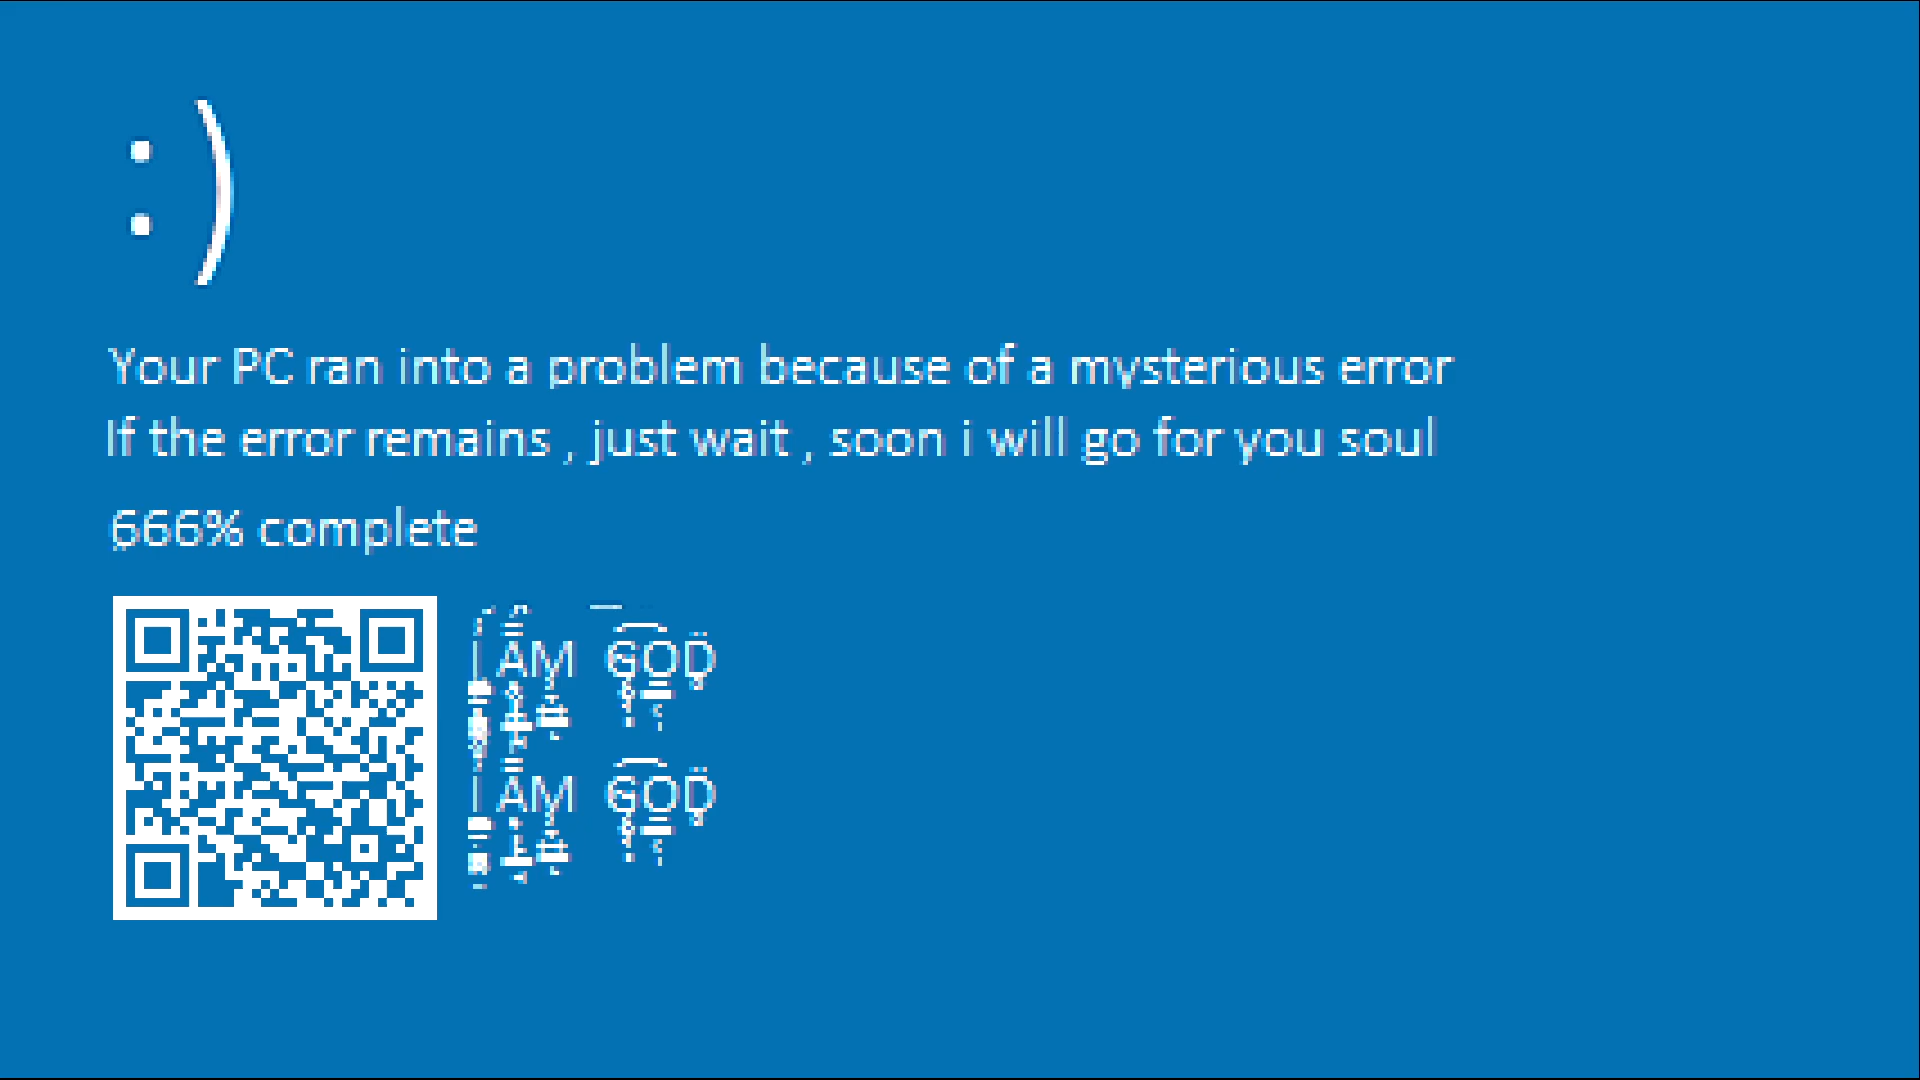 :)
Your PC ran into a problem because of a mysterious error
If the error remains , just wait , soon i will go for you soul
666% complete
I AM GOD
I AM GOD